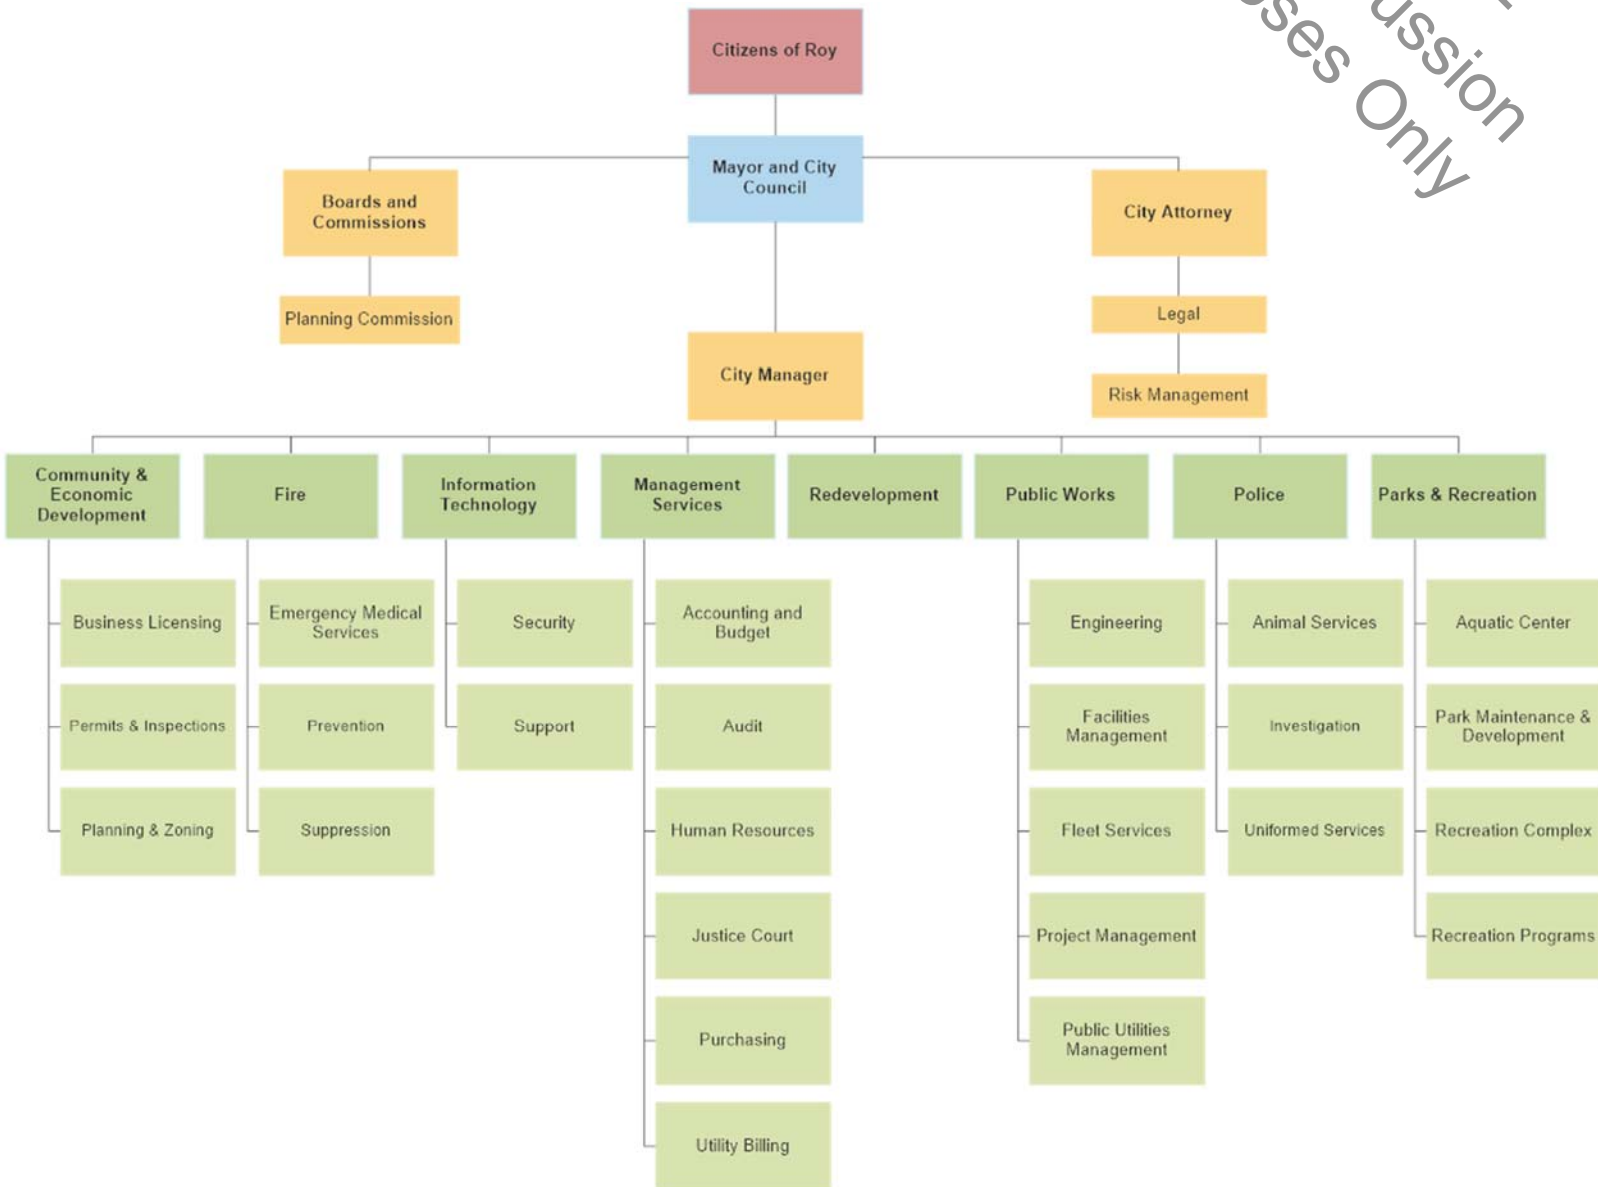 ussion
oses Only
Citizens of Roy
Mayor and City
Council
Boards and
Commissions
City Attorney
Planning Commission
Legal
City Manager
Risk Management
Community &
Economic
Development
Fire
Information
Technology
Management
Services
Redevelopment
Public Works
Police
Parks & Recreation
Business Licensing
Permits & Inspections
Planning & Zoning
Emergency Medical
Services
Prevention
Suppression
Security
Support
Accounting and
Budget
Audit
Human Resources
Justice Court
Purchasing
Utility Billing
Engineering
Facilities
Management
Fleet Services
Project Management
Public Utilities
Management
Animal Services
Investigation
Uniformed Services
Aquatic Center
Park Maintenance &
Development
Recreation Complex
Recreation Programs